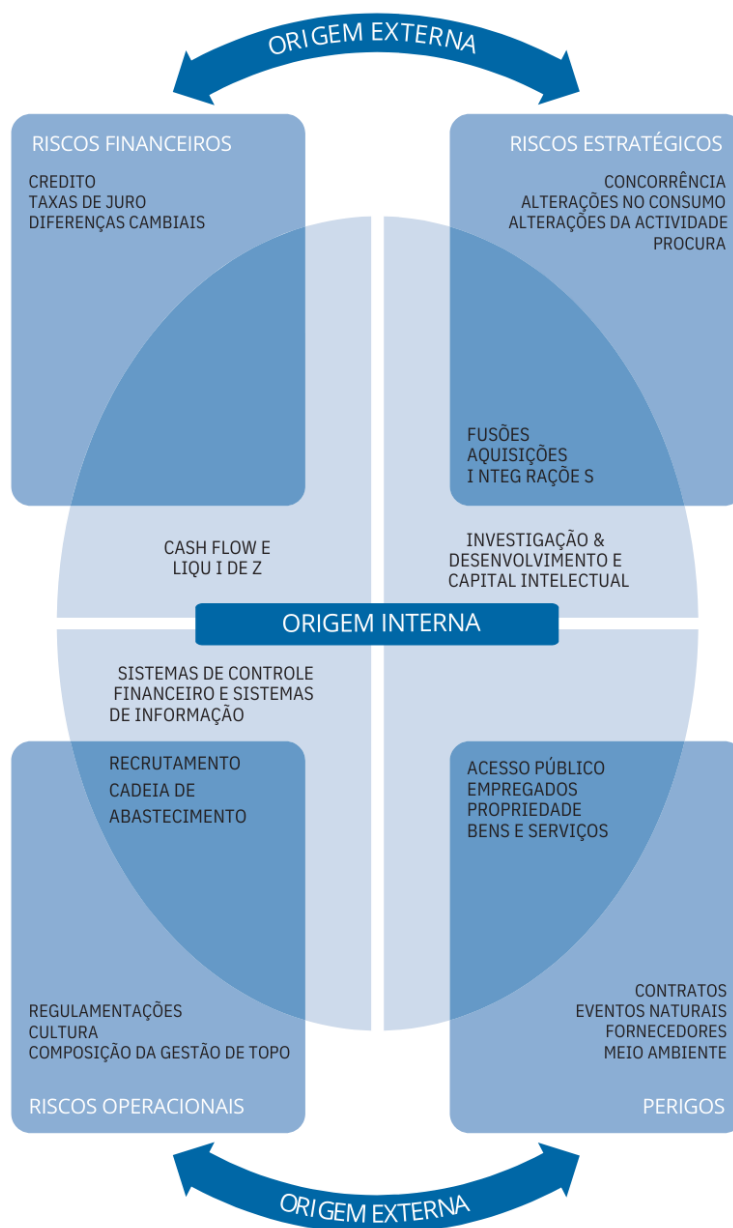 ORIGEM EXTERNA
RISCOS FINANCEIROS
CREDITO
TAXAS DE JURO
DIFERENÇAS CAMBIAIS
RISCOS ESTRATÉGICOS
CONCORRÊNCIA
ALTERAÇÕES NO CONSUMO
ALTERAÇÕES DA ACTIVIDADE
PROCURA
FUSÕES
AQUISIÇÕES
I NTEG RAÇÕE S
CASH FLOW E
LIQU I DE Z
INVESTIGAÇÃO &
DESENVOLVIMENTO E
CAPITAL INTELECTUAL
ORIGEM INTERNA
SISTEMAS DE CONTROLE
FINANCEIRO E SISTEMAS
DE INFORMAÇÃO
RECRUTAMENTO
CADEIA DE
ABASTECIMENTO
ACESSO PÚBLICO
EMPREGADOS
PROPRIEDADE
BENS E SERVIÇOS
REGULAMENTAÇÕES
CULTURA
COMPOSIÇÃO DA GESTÃO DE TOPO
RISCOS OPERACIONAIS
CONTRATOS
EVENTOS NATURAIS
FORNECEDORES
MEIO AMBIENTE
PERIGOS
ORIGEM EXTERNA